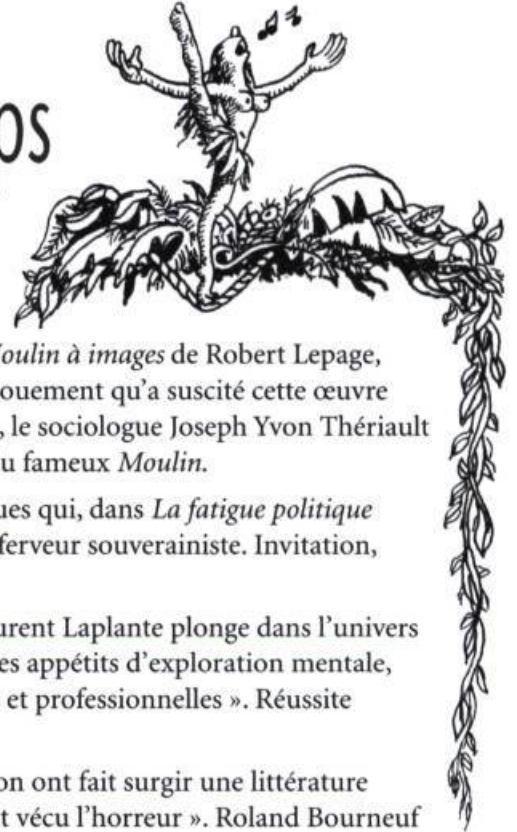 os
oulin à images de Robert Lepage,
ouement qu'a suscité cette œuvre
, le sociologue Joseph Yvon Thériault
u fameux Moulin.
ues qui, dans La fatigue politique
ferveur souverainiste. Invitation,
urent Laplante plonge dans l'univers
es appétits d'exploration mentale,
et professionnelles ». Réussite
on ont fait surgir une littérature
t vécu l'horreur ». Roland Bourneuf